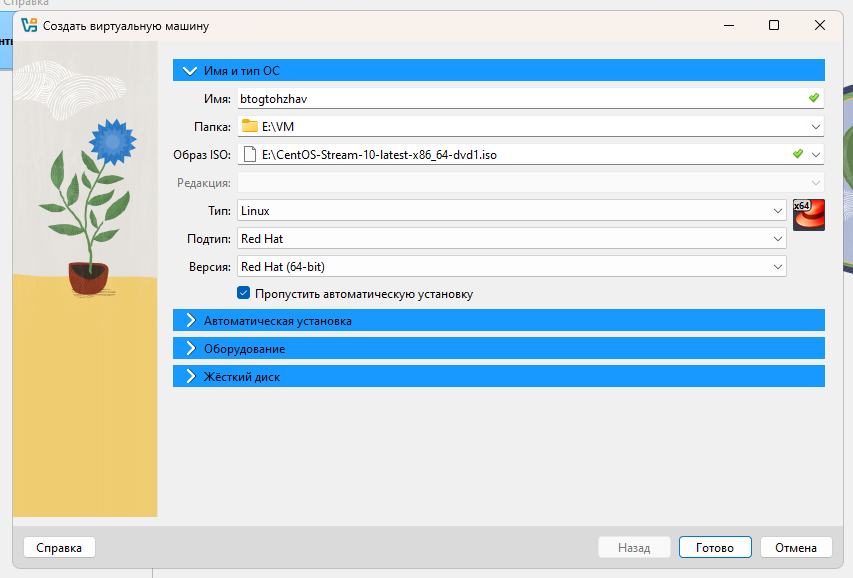 Справка
Создать виртуальную машину
Имя и тип ОС
Имя: btogtohzhav
Папка: E:\VM
Образ ISO: E:\CentOS-Stream-10-latest-x86_64-dvd1.iso
Редакция:
Тип: Linux
x64
Подтип: Red Hat
Версия: Red Hat (64-bit)
Пропустить автоматическую установку
Автоматическая установка
Оборудование
Жёсткий диск
Справка Назад Готово Отмена